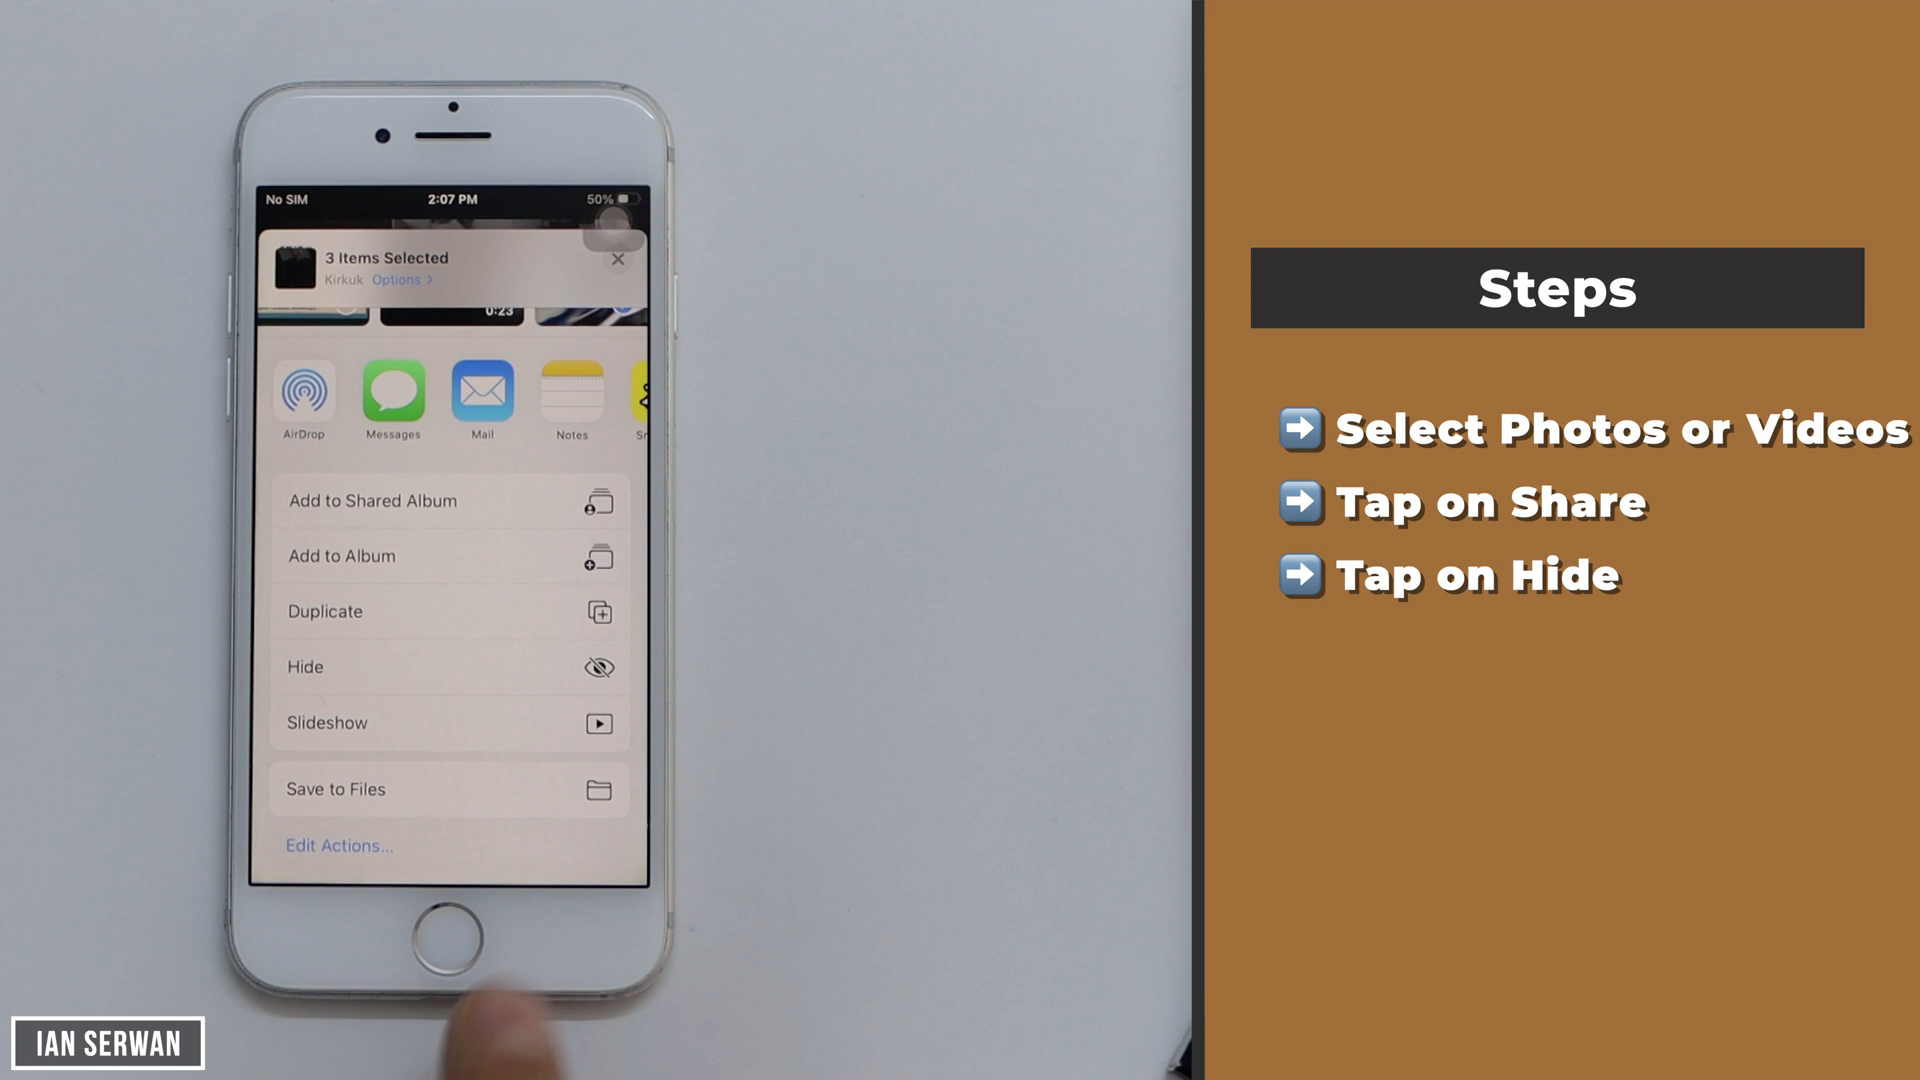 No SIM
2:07 PM
50%
3 Items Selected
Kirkuk Options >
0:23
AirDrop
Messages
Mail
Notes
Add to Shared Album
Add to Album
Duplicate
Hide
Slideshow
Save to Files
Edit Actions...
IAN SERWAN
Steps
Select Photos or Videos
Tap on Share
Tap on Hide